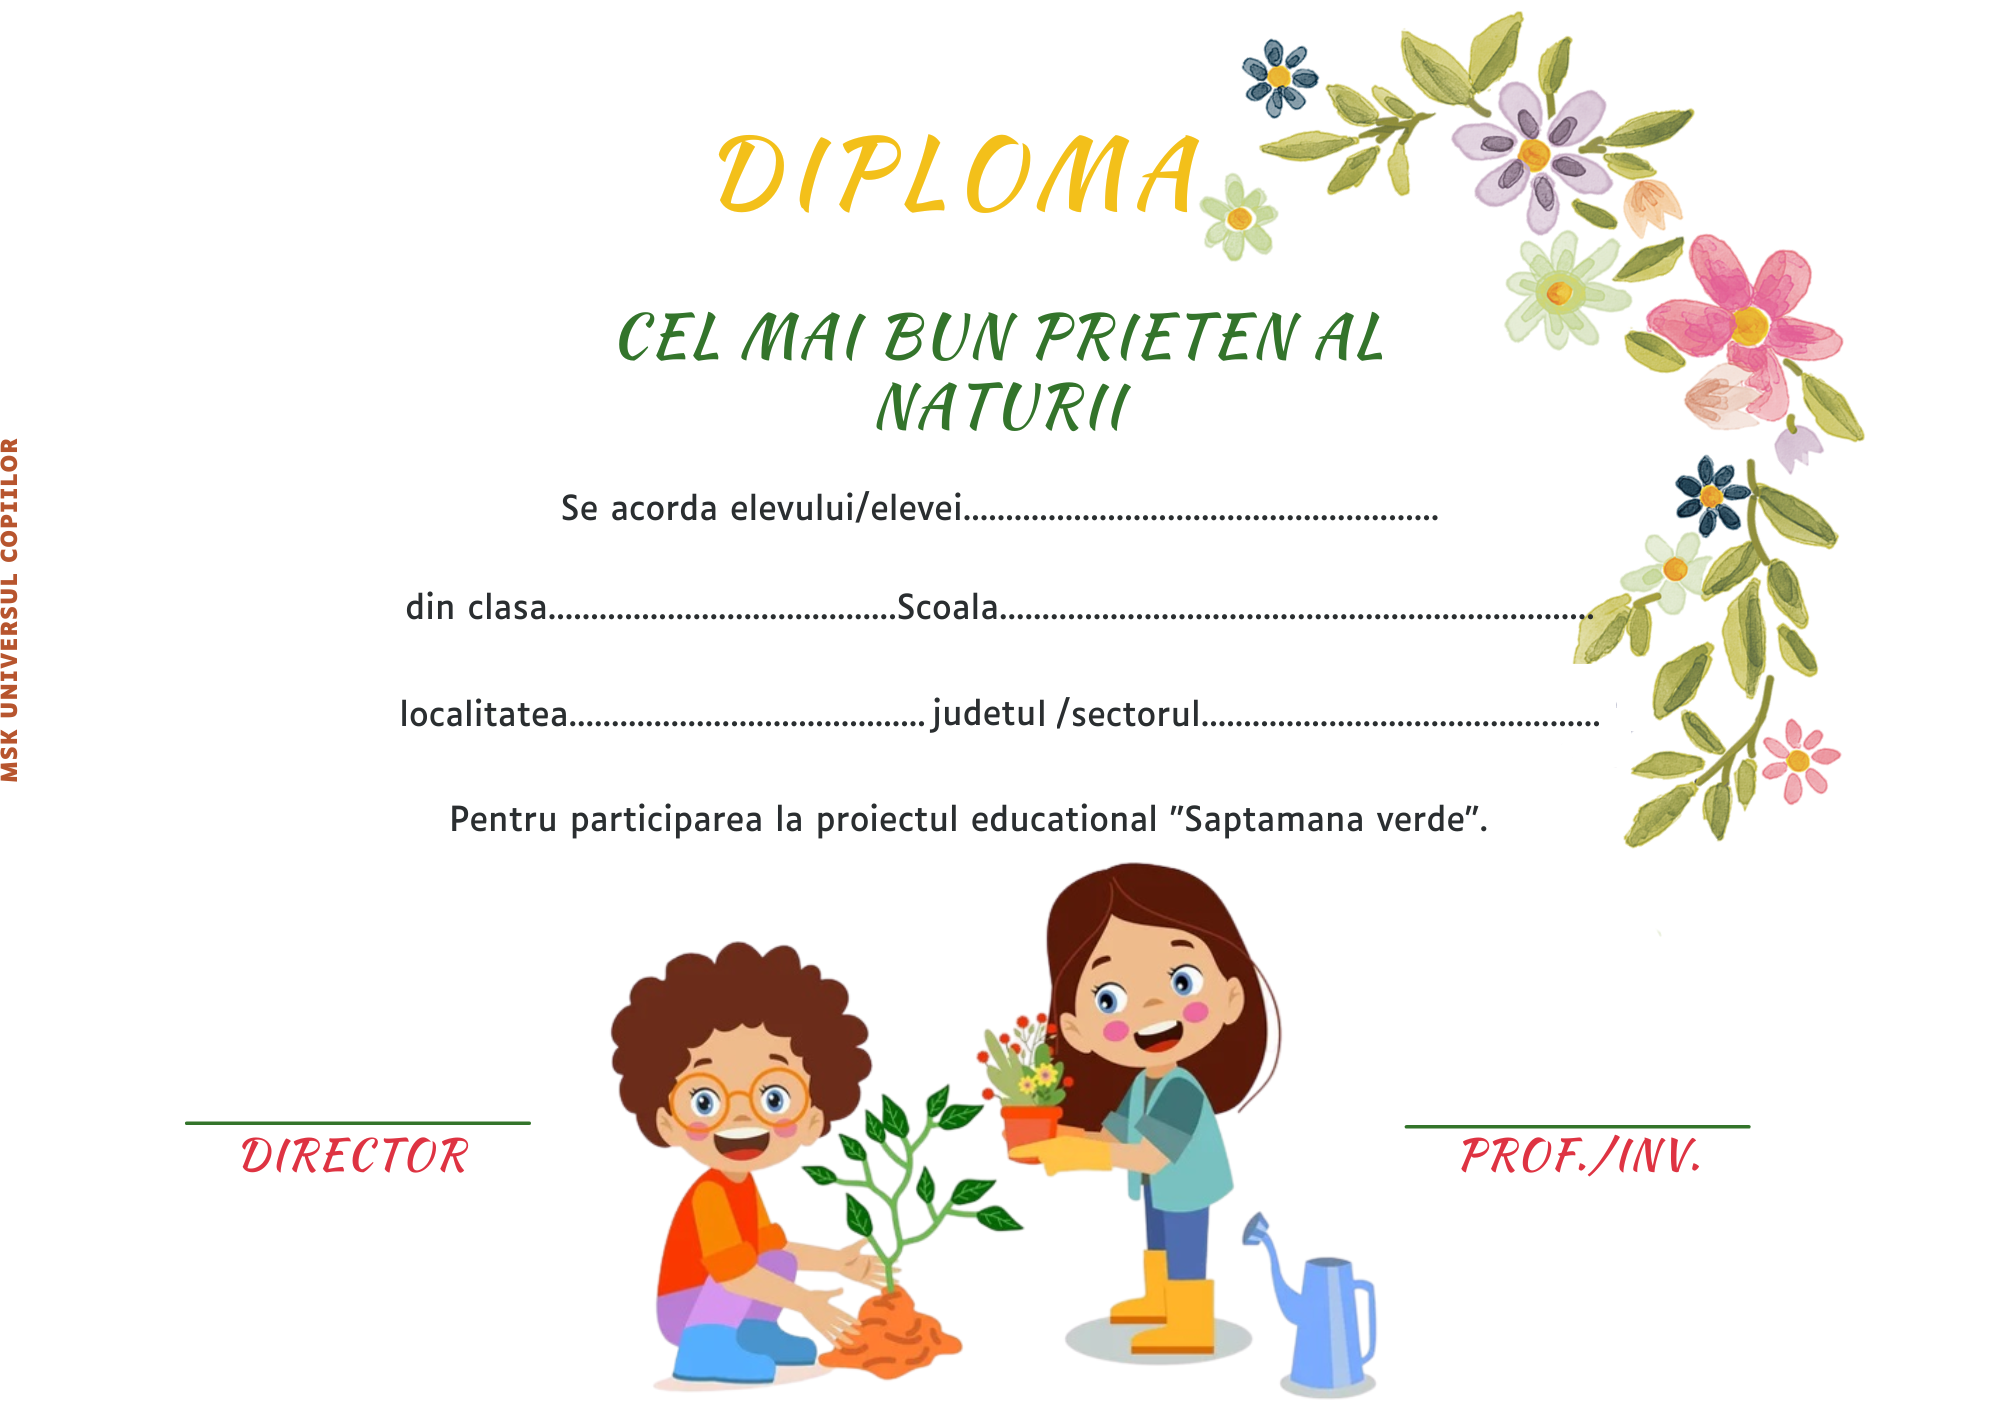 DIPLOMA
CEL MAI BUN PRIETEN AL
NATURII
Se acorda elevului/elevei........................................................
din clasa.........................................Scoala......................................................................
localitatea.......................................... judetul /sectorul...............................................
Pentru participarea la proiectul educational "Saptamana verde".
DIRECTOR
PROF./INV.
MSK UNIVERSUL COPIILOR